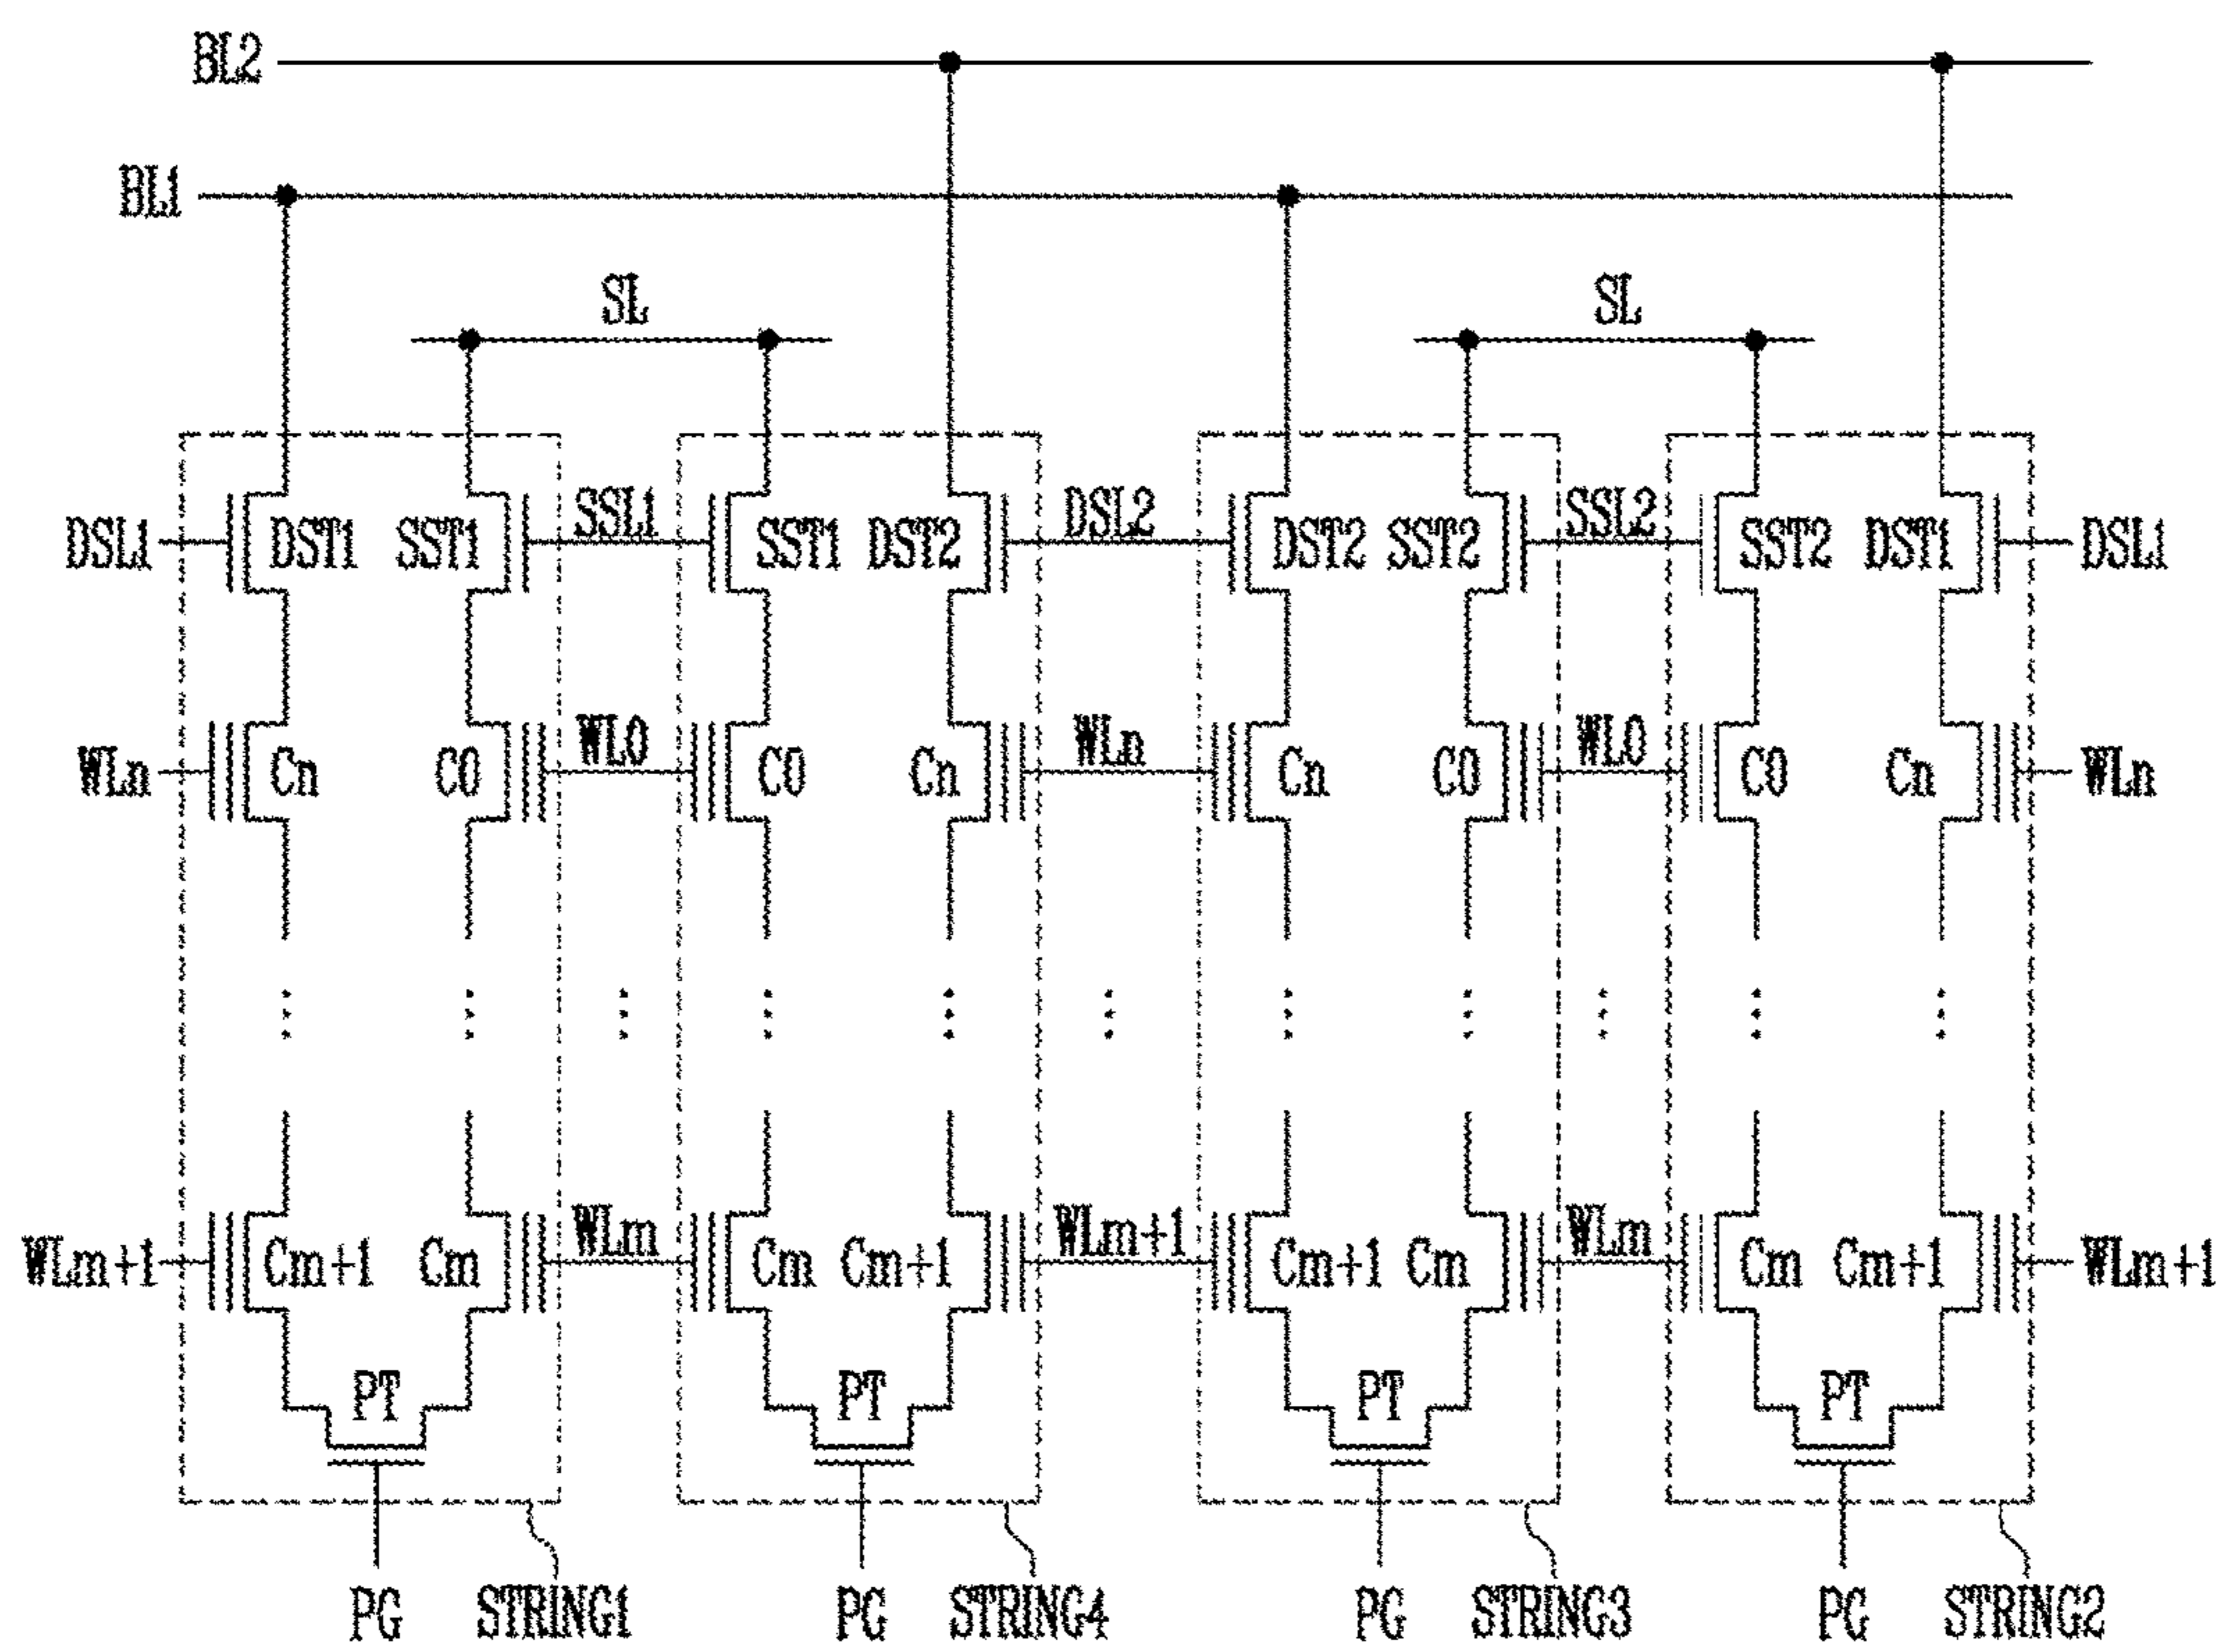 BL2
BL1
SL SL
DSL1 DST1 SST1 SSL1 SST1 DST2 DSL2 DST2 SST2 SSL2 SST2 DST1 DSL1
WLn Cn C0 WL0 C0 Cn WLn Cn C0 WL0 C0 Cn WLn
WLm+1 Cm+1 Cm WLm Cm Cm+1 WLm+1 Cm+1 Cm WLm Cm Cm+1 WLm+1
PT PT PT PT
PG STRING1 PG STRING4 PG STRING3 PG STRING2